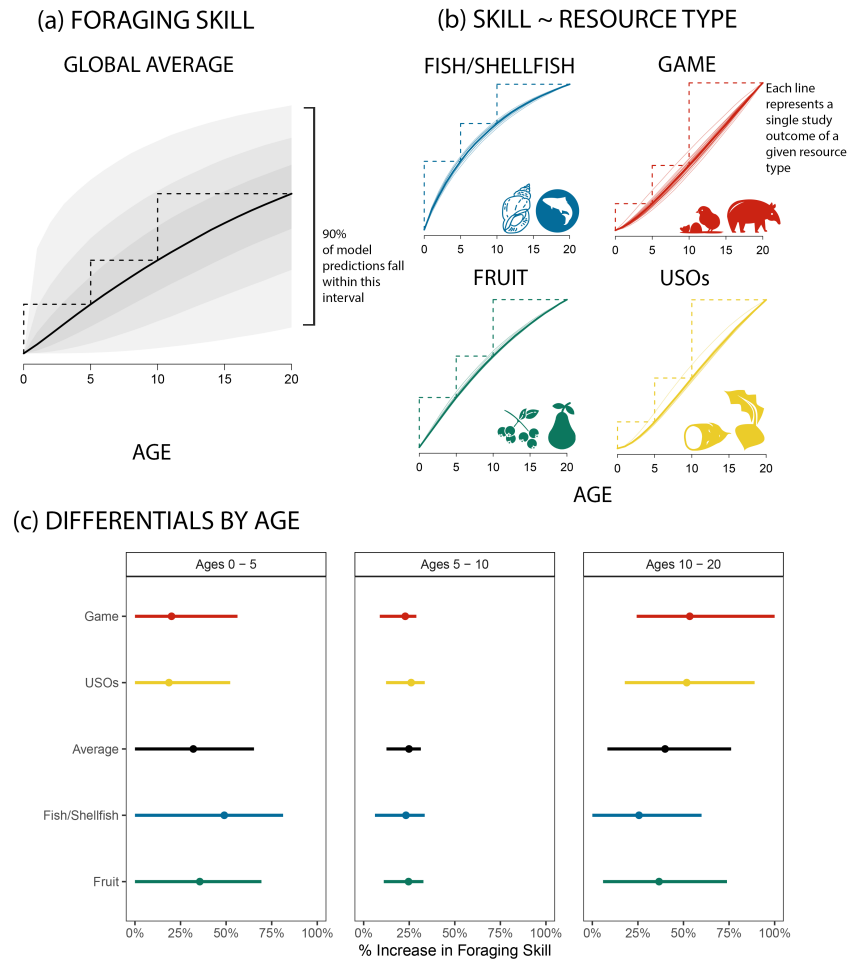 (a) FORAGING SKILL
GLOBAL AVERAGE
90%
of model
predictions fall
within this
interval
0 5 10 15 20
AGE
(b) SKILL ~ RESOURCE TYPE
FISH/SHELLFISH
0 5 10 15 20
GAME
Each line
represents a
single study
outcome of a
given resource
type
0 5 10 15 20
FRUIT
0 5 10 15 20
USOs
0 5 10 15 20
AGE
(c) DIFFERENTIALS BY AGE
Ages 0 − 5 Ages 5 − 10 Ages 10 − 20
Game
USOs
Average
Fish/Shellfish
Fruit
0% 25% 50% 75% 100% 0% 25% 50% 75% 100% 0% 25% 50% 75% 100%
% Increase in Foraging Skill